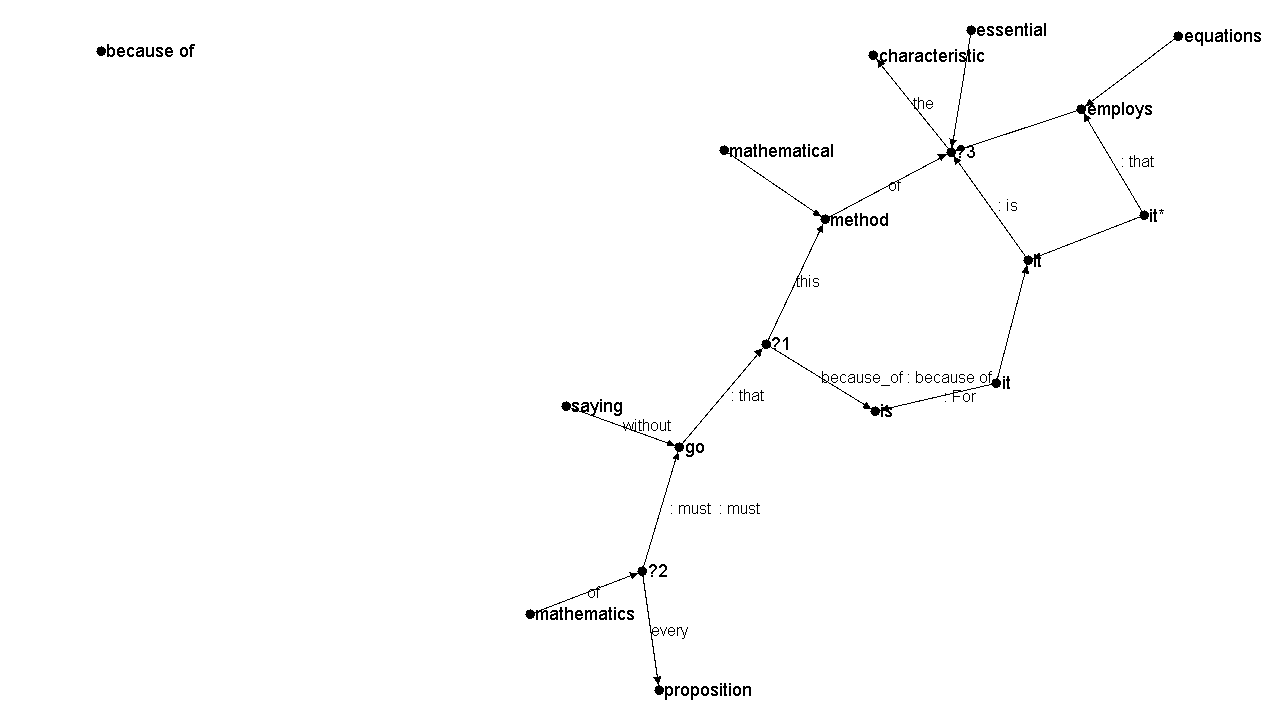 essential
equations
because of
characteristic
the
employs
mathematical
?3
: that
of
: is
it*
method
it
this
?1
because_of : because of
it
: that
: For
saying
is
without
go
: must : must
?2
of
mathematics
every
proposition